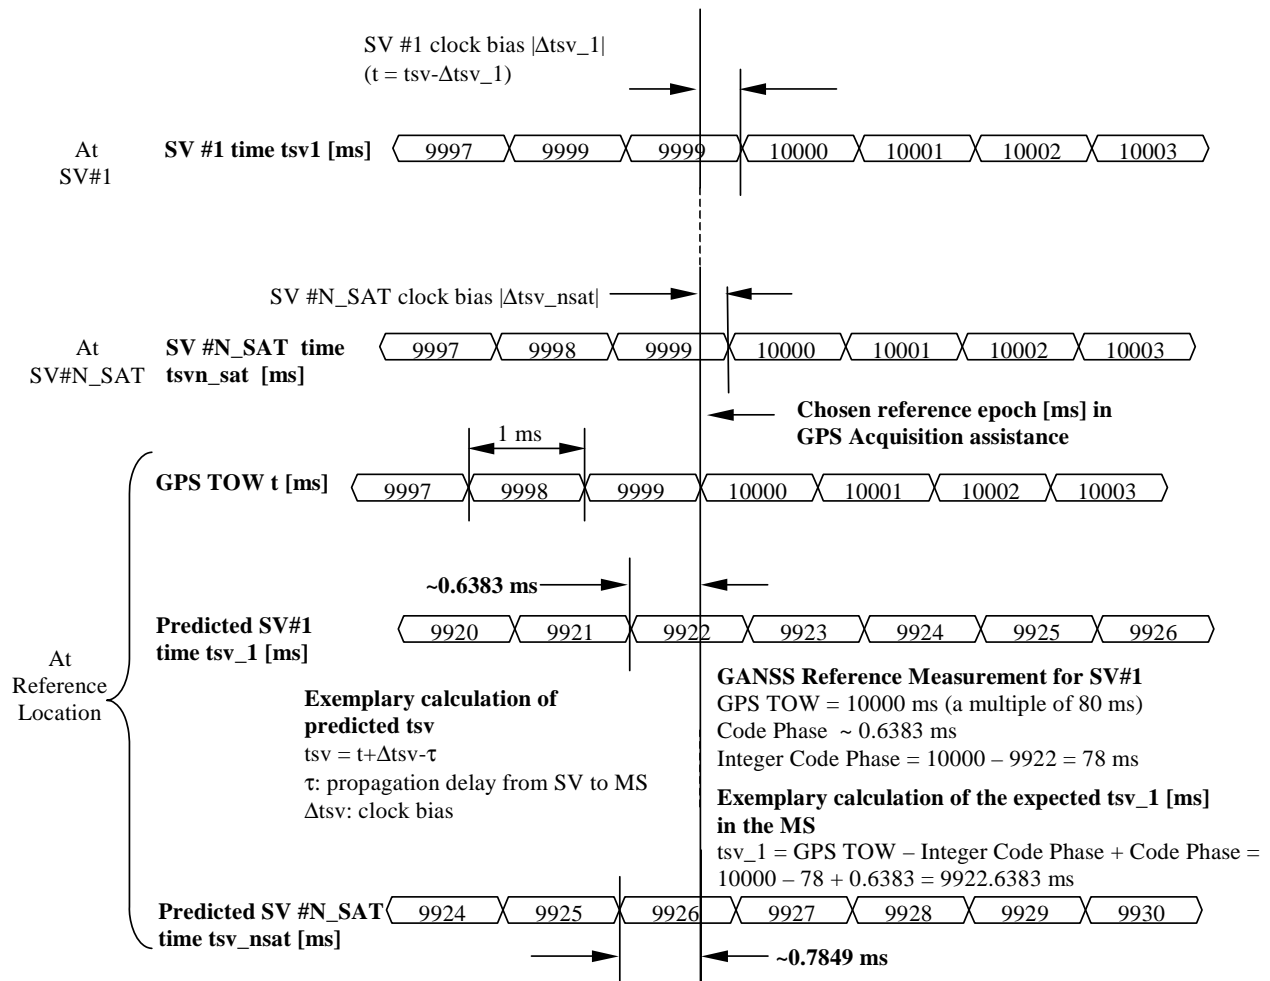 SV #1 clock bias |Δtsv_1|
(t = tsv-Δtsv_1)
At
SV#1
SV #1 time tsv1 [ms]
9997 9999 9999 10000 10001 10002 10003
SV #N_SAT clock bias |Δtsv_nsat|
At
SV#N_SAT
SV #N_SAT time
tsvn_sat [ms]
9997 9998 9999 10000 10001 10002 10003
Chosen reference epoch [ms] in
GPS Acquisition assistance
1 ms
GPS TOW t [ms]
9997 9998 9999 10000 10001 10002 10003
~0.6383 ms
Predicted SV#1
time tsv_1 [ms]
9920 9921 9922 9923 9924 9925 9926
At
Reference
Location
Exemplary calculation of
predicted tsv
tsv = t+Δtsv-τ
τ: propagation delay from SV to MS
Δtsv: clock bias
GANSS Reference Measurement for SV#1
GPS TOW = 10000 ms (a multiple of 80 ms)
Code Phase ~ 0.6383 ms
Integer Code Phase = 10000 – 9922 = 78 ms
Exemplary calculation of the expected tsv_1 [ms]
in the MS
tsv_1 = GPS TOW – Integer Code Phase + Code Phase =
10000 – 78 + 0.6383 = 9922.6383 ms
Predicted SV #N_SAT
time tsv_nsat [ms]
9924 9925 9926 9927 9928 9929 9930
~0.7849 ms